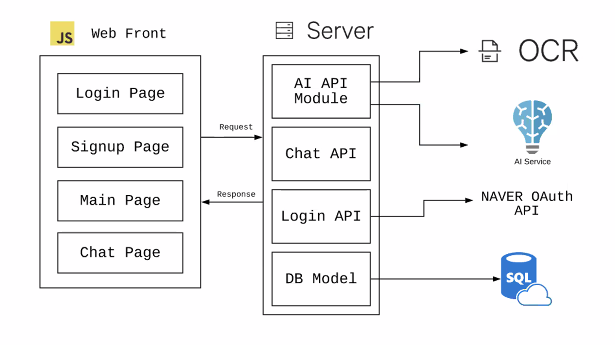 JS
Web Front
Login Page
Signup Page
Main Page
Chat Page
Request
Response
Server
AI API
Module
Chat API
Login API
DB Model
OCR
AI Service
NAVER OAuth
API
SQL